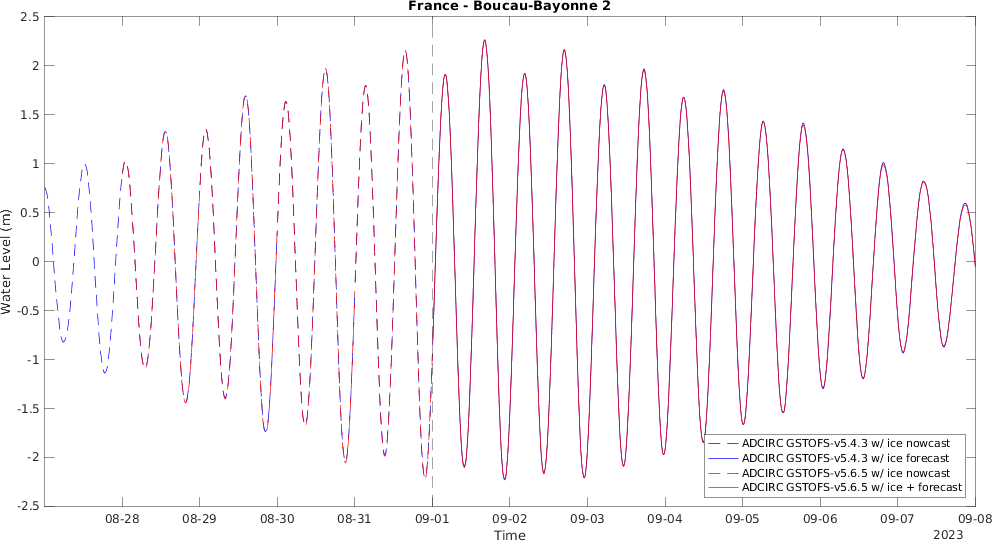 France - Boucau-Bayonne 2
2.5
2
1.5
1
0.5
0
-0.5
-1
-1.5
-2
-2.5
Water Level (m)
ADCIRC GSTOFS-v5.4.3 w/ ice nowcast
ADCIRC GSTOFS-v5.4.3 w/ ice forecast
ADCIRC GSTOFS-v5.6.5 w/ ice nowcast
ADCIRC GSTOFS-v5.6.5 w/ ice + forecast
08-28 08-29 08-30 08-31 09-01 09-02 09-03 09-04 09-05 09-06 09-07 09-08
Time
2023